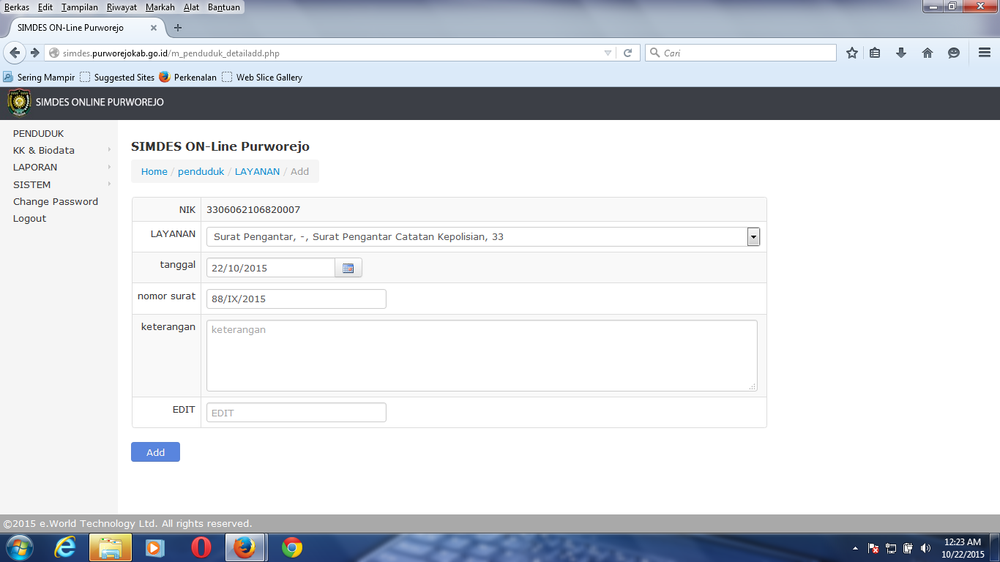 Berkas Edit Tampilan Riwayat Markah Alat Bantuan
SIMDES ON-Line Purworejo
simdes.purworejokab.go.id/m_penduduk_detailadd.php
Cari
Sering Mampir Suggested Sites Perkenalan Web Slice Gallery
SIMDES ONLINE PURWOREJO
PENDUDUK
KK & Biodata
LAPORAN
SISTEM
Change Password
Logout
SIMDES ON-Line Purworejo
Home / penduduk / LAYANAN / Add
NIK 3306062106820007
LAYANAN Surat Pengantar, -, Surat Pengantar Catatan Kepolisian, 33
tanggal 22/10/2015
nomor surat 88/IX/2015
keterangan keterangan
EDIT EDIT
Add
©2015 e.World Technology Ltd. All rights reserved.
12:23 AM
10/22/2015